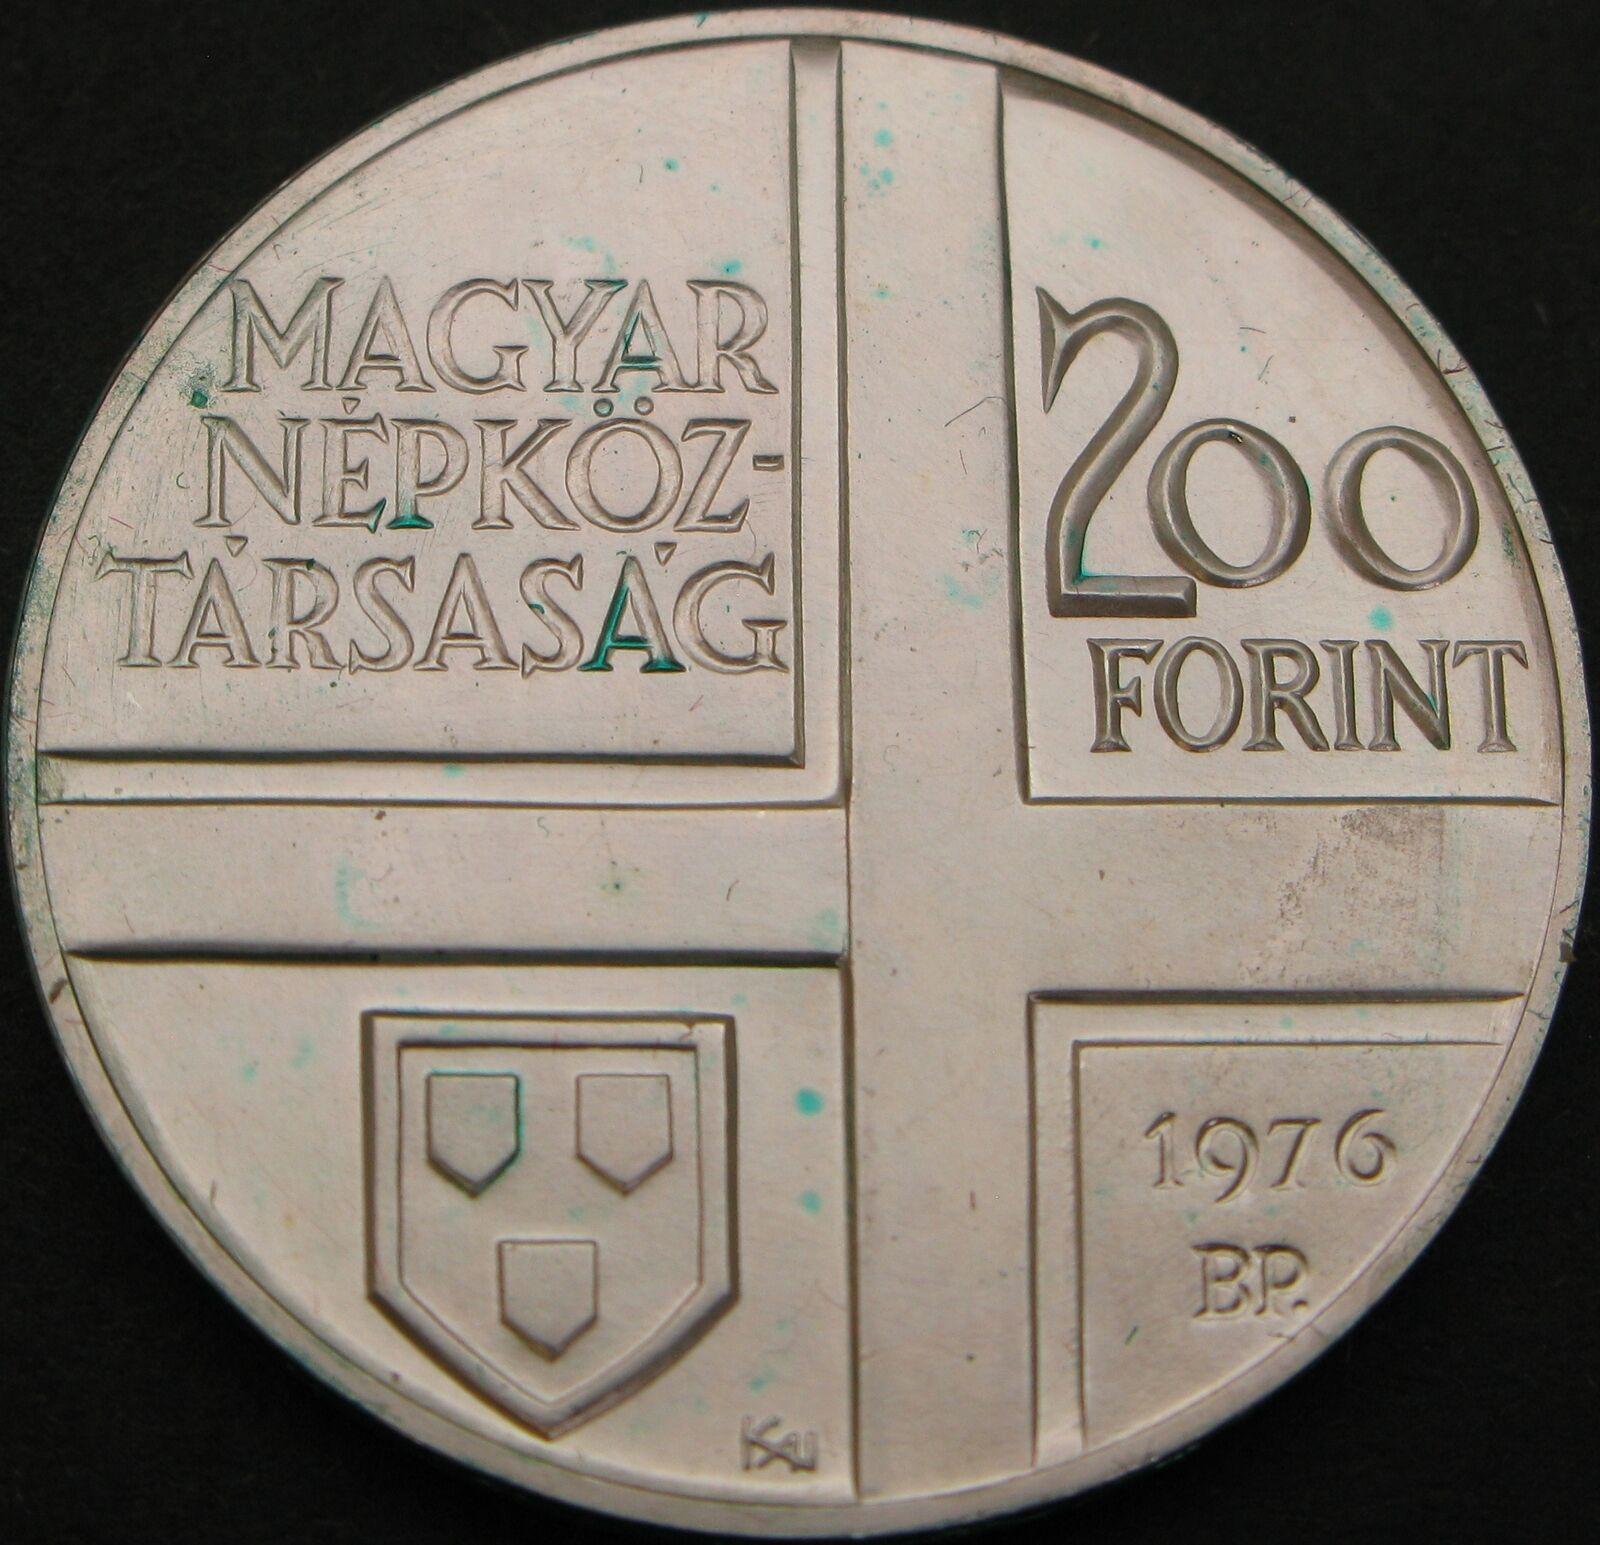 MAGYAR
NÉPKÖZ-
TÁRSASÁG
200
FORINT
1976
BP.